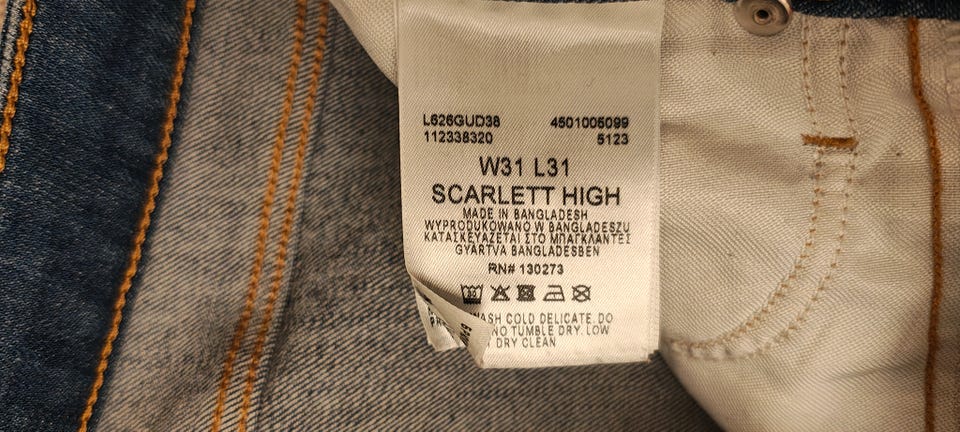 L626GUD38 4501005099
112338320 5123
W31 L31
SCARLETT HIGH
MADE IN BANGLADESH
WYPRODUKOWANO W BANGLADESZU
ΚΑΤΑΣΚΕΥΑΖΕΤΑΙ ΣΤΟ ΜΠΑΓΚΛΑΝΤΕΣ
GYÁRTVA BANGLADESBEN
RN# 130273
30
WASH COLD DELICATE. DO
NO TUMBLE DRY. LOW
DRY CLEAN